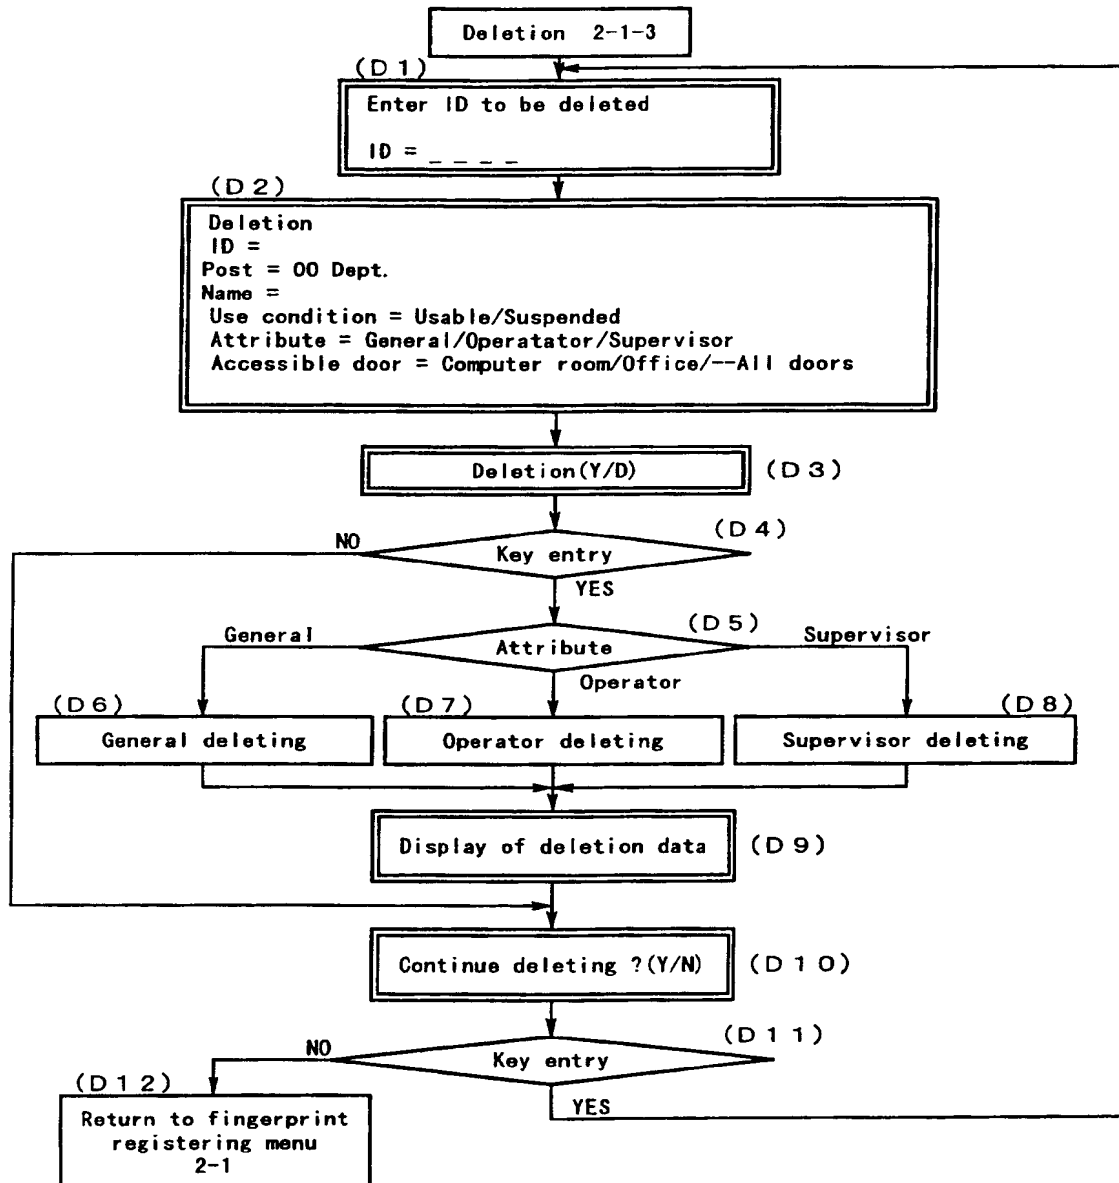 Deletion 2-1-3
(D1)
Enter ID to be deleted
ID = _ _ _ _
(D2)
Deletion
ID =
Post = OO Dept.
Name =
Use condition = Usable/Suspended
Attribute = General/Operatator/Supervisor
Accessible door = Computer room/Office/--All doors
Deletion(Y/D)
(D3)
(D4)
NO
Key entry
YES
(D5)
General
Attribute
Supervisor
Operator
(D6)
(D7)
(D8)
General deleting
Operator deleting
Supervisor deleting
Display of deletion data
(D9)
Continue deleting ?(Y/N)
(D10)
(D11)
NO
Key entry
YES
(D12)
Return to fingerprint
registering menu
2-1